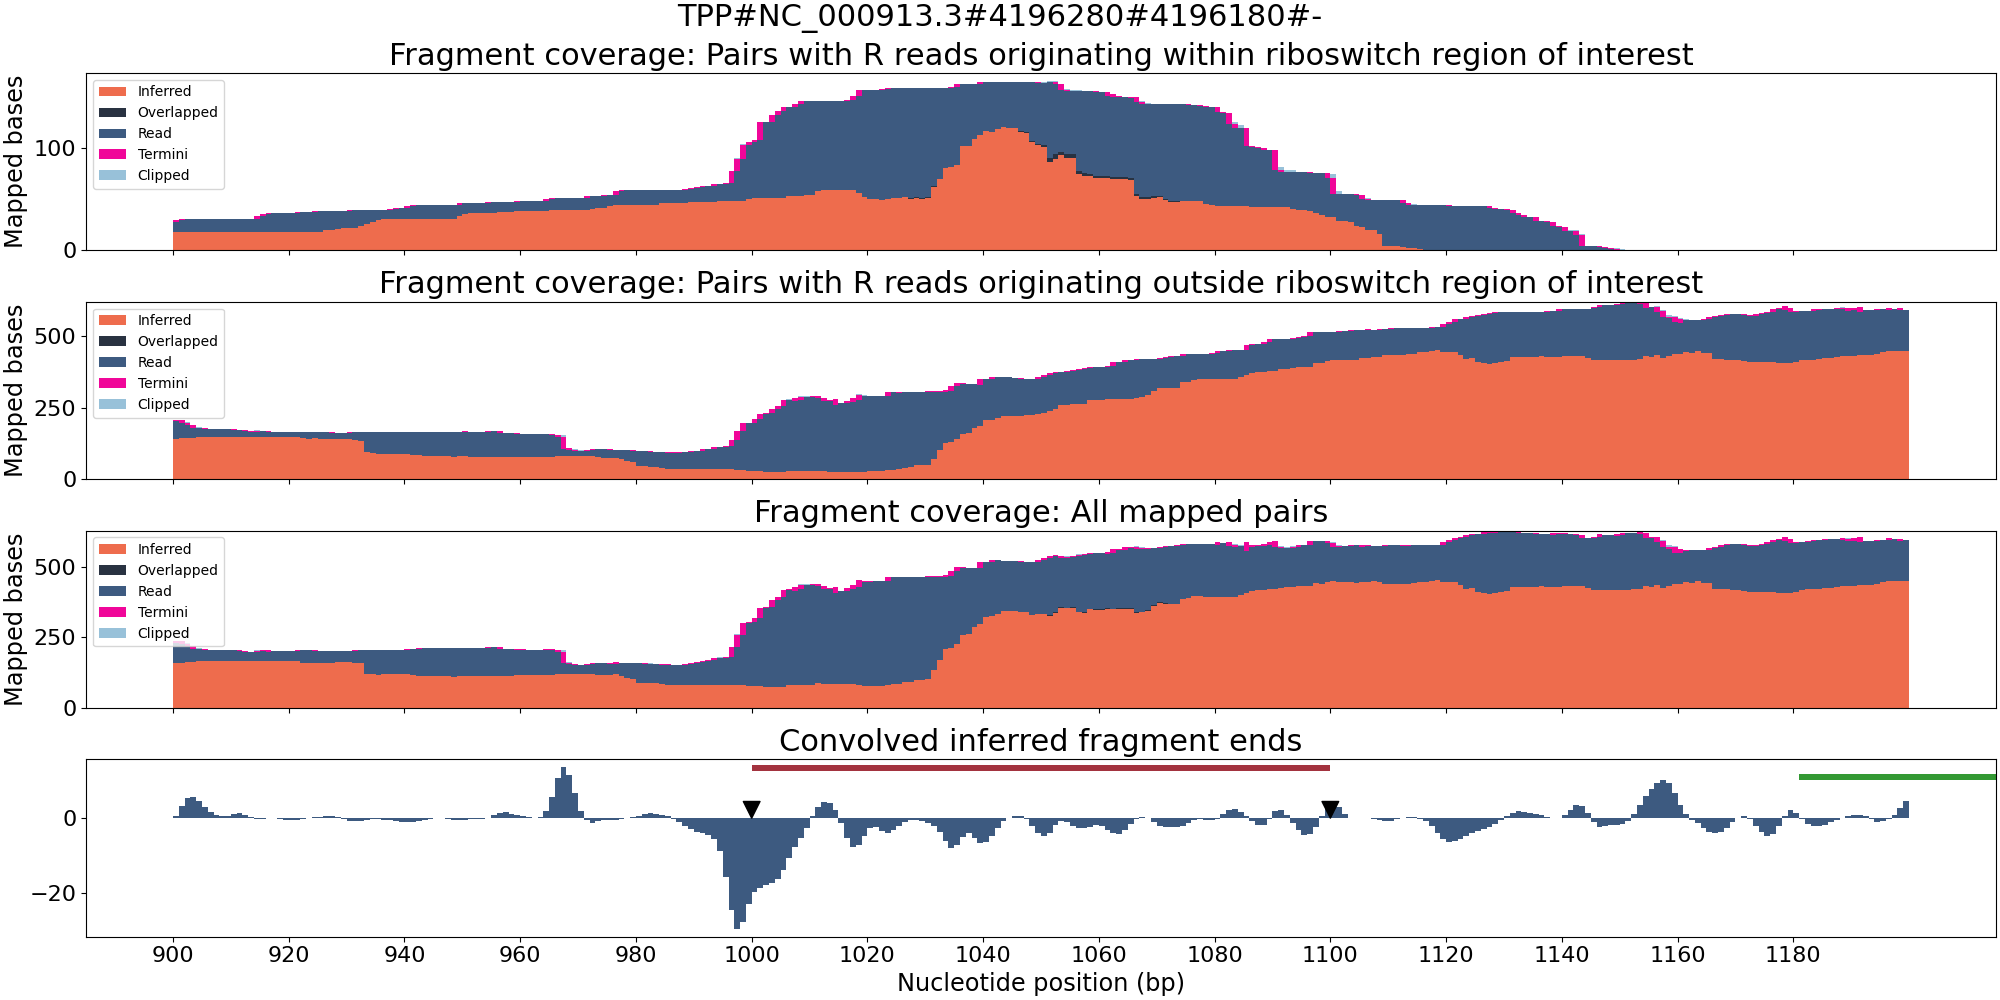 TPP#NC_000913.3#4196280#4196180#-
Fragment coverage: Pairs with R reads originating within riboswitch region of interest
Mapped bases
100
0
Inferred
Overlapped
Read
Termini
Clipped
Fragment coverage: Pairs with R reads originating outside riboswitch region of interest
Mapped bases
500
250
0
Inferred
Overlapped
Read
Termini
Clipped
Fragment coverage: All mapped pairs
Mapped bases
500
250
0
Inferred
Overlapped
Read
Termini
Clipped
Convolved inferred fragment ends
0
−20
900 920 940 960 980 1000 1020 1040 1060 1080 1100 1120 1140 1160 1180
Nucleotide position (bp)